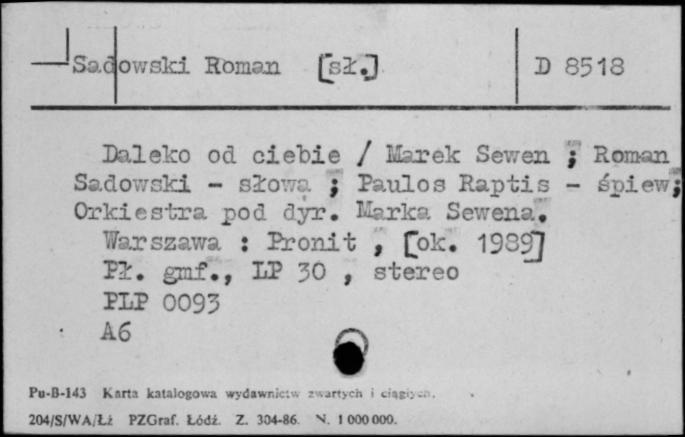 Sadowski Roman [sł.] D 8518
Daleko od ciebie / Marek Sewen ; Roman
Sadowski - słowa ; Paulos Raptis - śpiew;
Orkiestra pod dyr. Marka Sewena.
Warszawa : Pronit , [ok. 1989]
Pł. gmf., LP 30 , stereo
PLP 0093
A6
Pu-B-143 Karta katalogowa wydawnictw zwartych i ciągłych.
204/S/WA/Łż PZGraf. Łódź. Z. 304-86. N. 1 000 000.